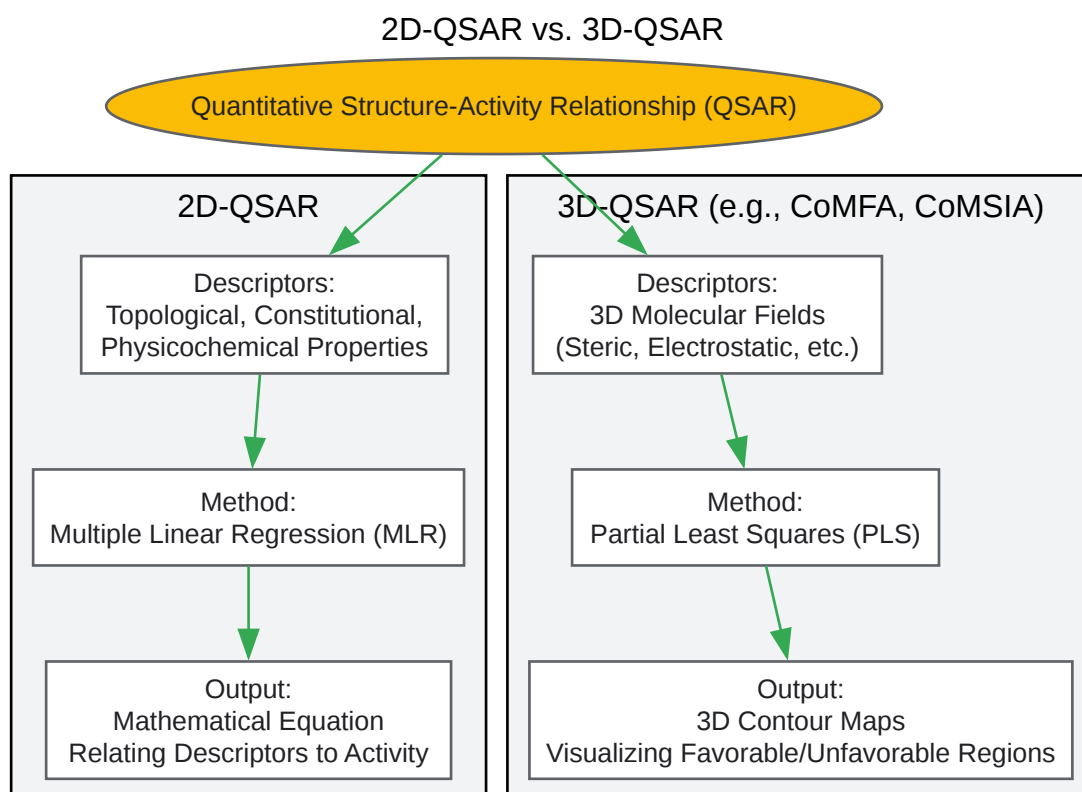 2D-QSAR vs. 3D-QSAR
Quantitative Structure-Activity Relationship (QSAR)
2D-QSAR
Descriptors:
Topological, Constitutional,
Physicochemical Properties
Method:
Multiple Linear Regression (MLR)
Output:
Mathematical Equation
Relating Descriptors to Activity
3D-QSAR (e.g., CoMFA, CoMSIA)
Descriptors:
3D Molecular Fields
(Steric, Electrostatic, etc.)
Method:
Partial Least Squares (PLS)
Output:
3D Contour Maps
Visualizing Favorable/Unfavorable Regions